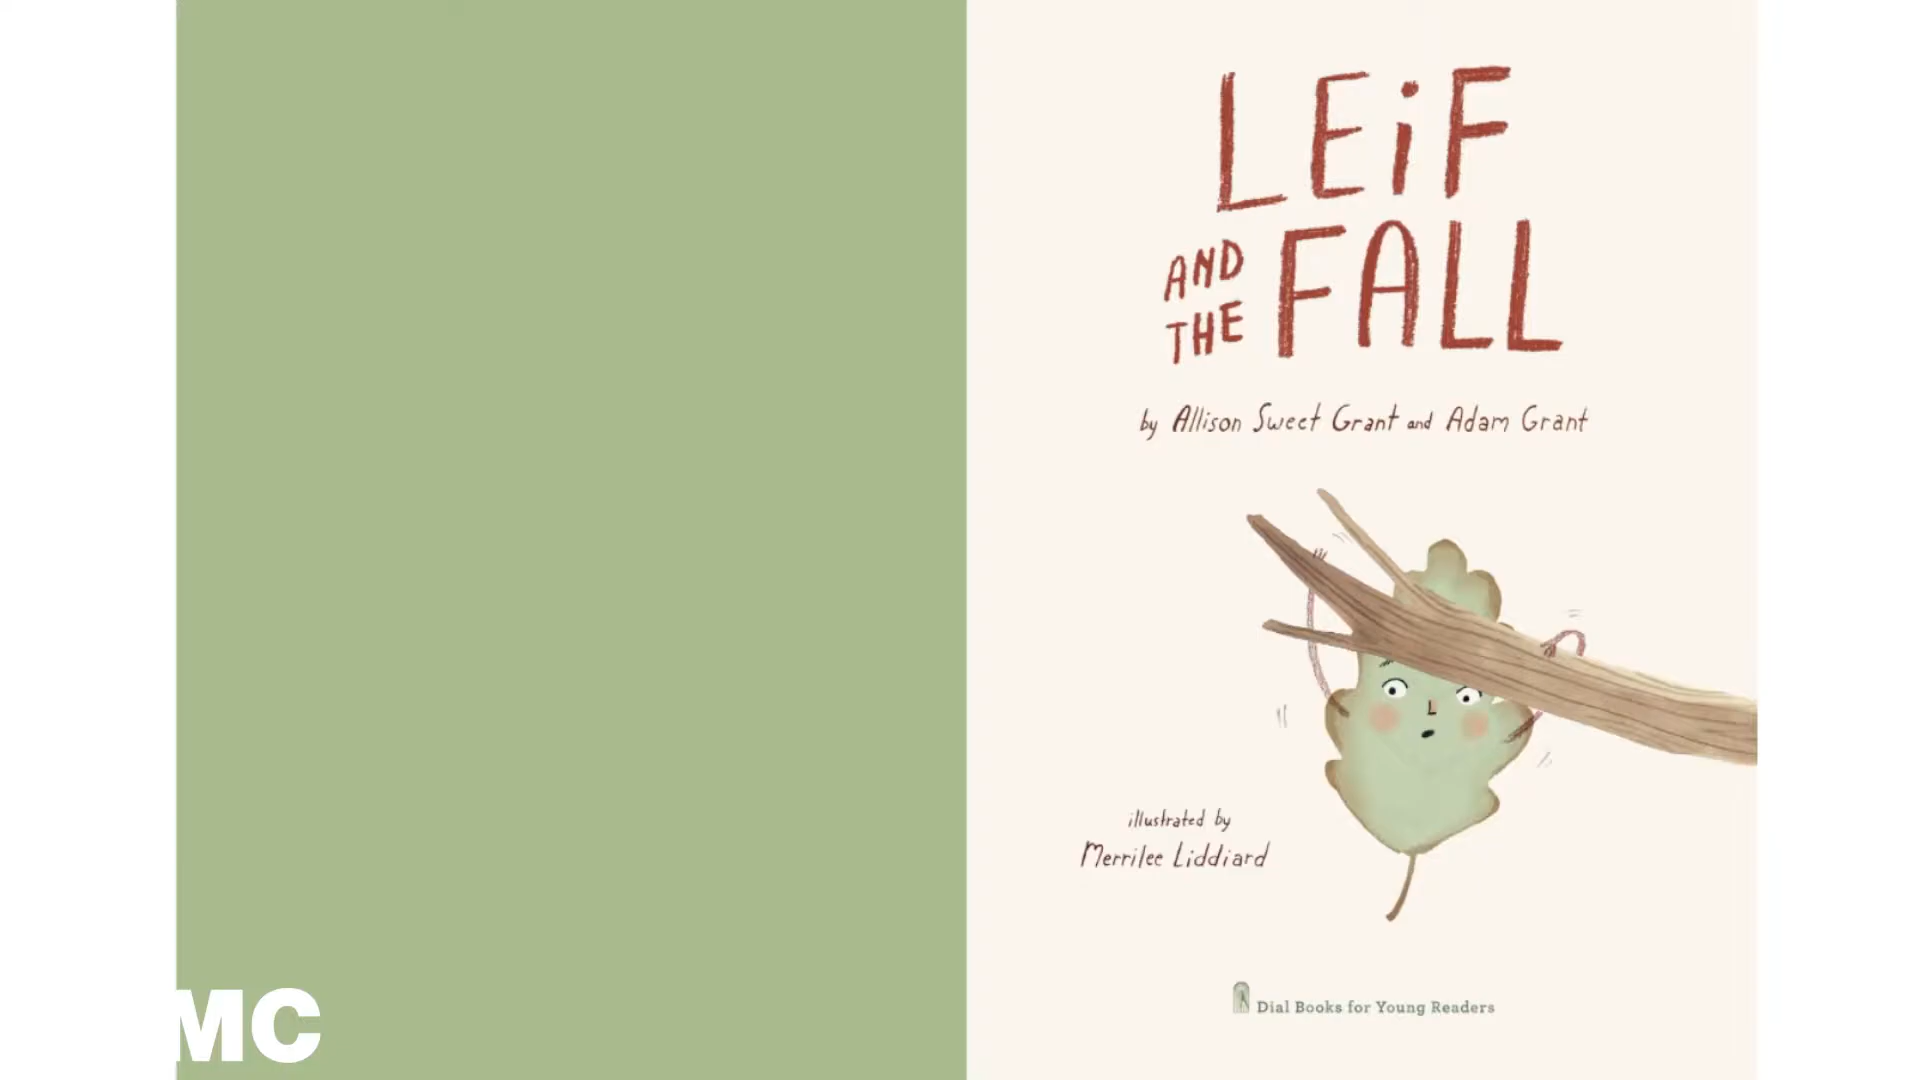 LEiF
AND THE FALL
by Allison Sweet Grant and Adam Grant
illustrated by
Merrilee Liddiard
Dial Books for Young Readers
MC